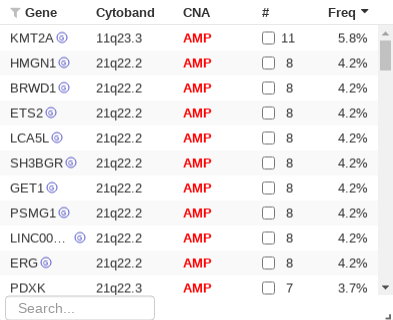 Gene Cytoband CNA # Freq
KMT2A G 11q23.3 AMP 11 5.8%
HMGN1 G 21q22.2 AMP 8 4.2%
BRWD1 G 21q22.2 AMP 8 4.2%
ETS2 G 21q22.2 AMP 8 4.2%
LCA5L G 21q22.2 AMP 8 4.2%
SH3BGR G 21q22.2 AMP 8 4.2%
GET1 G 21q22.2 AMP 8 4.2%
PSMG1 G 21q22.2 AMP 8 4.2%
LINC00... G 21q22.2 AMP 8 4.2%
ERG G 21q22.2 AMP 8 4.2%
PDXK 21q22.3 AMP 7 3.7%
Search...